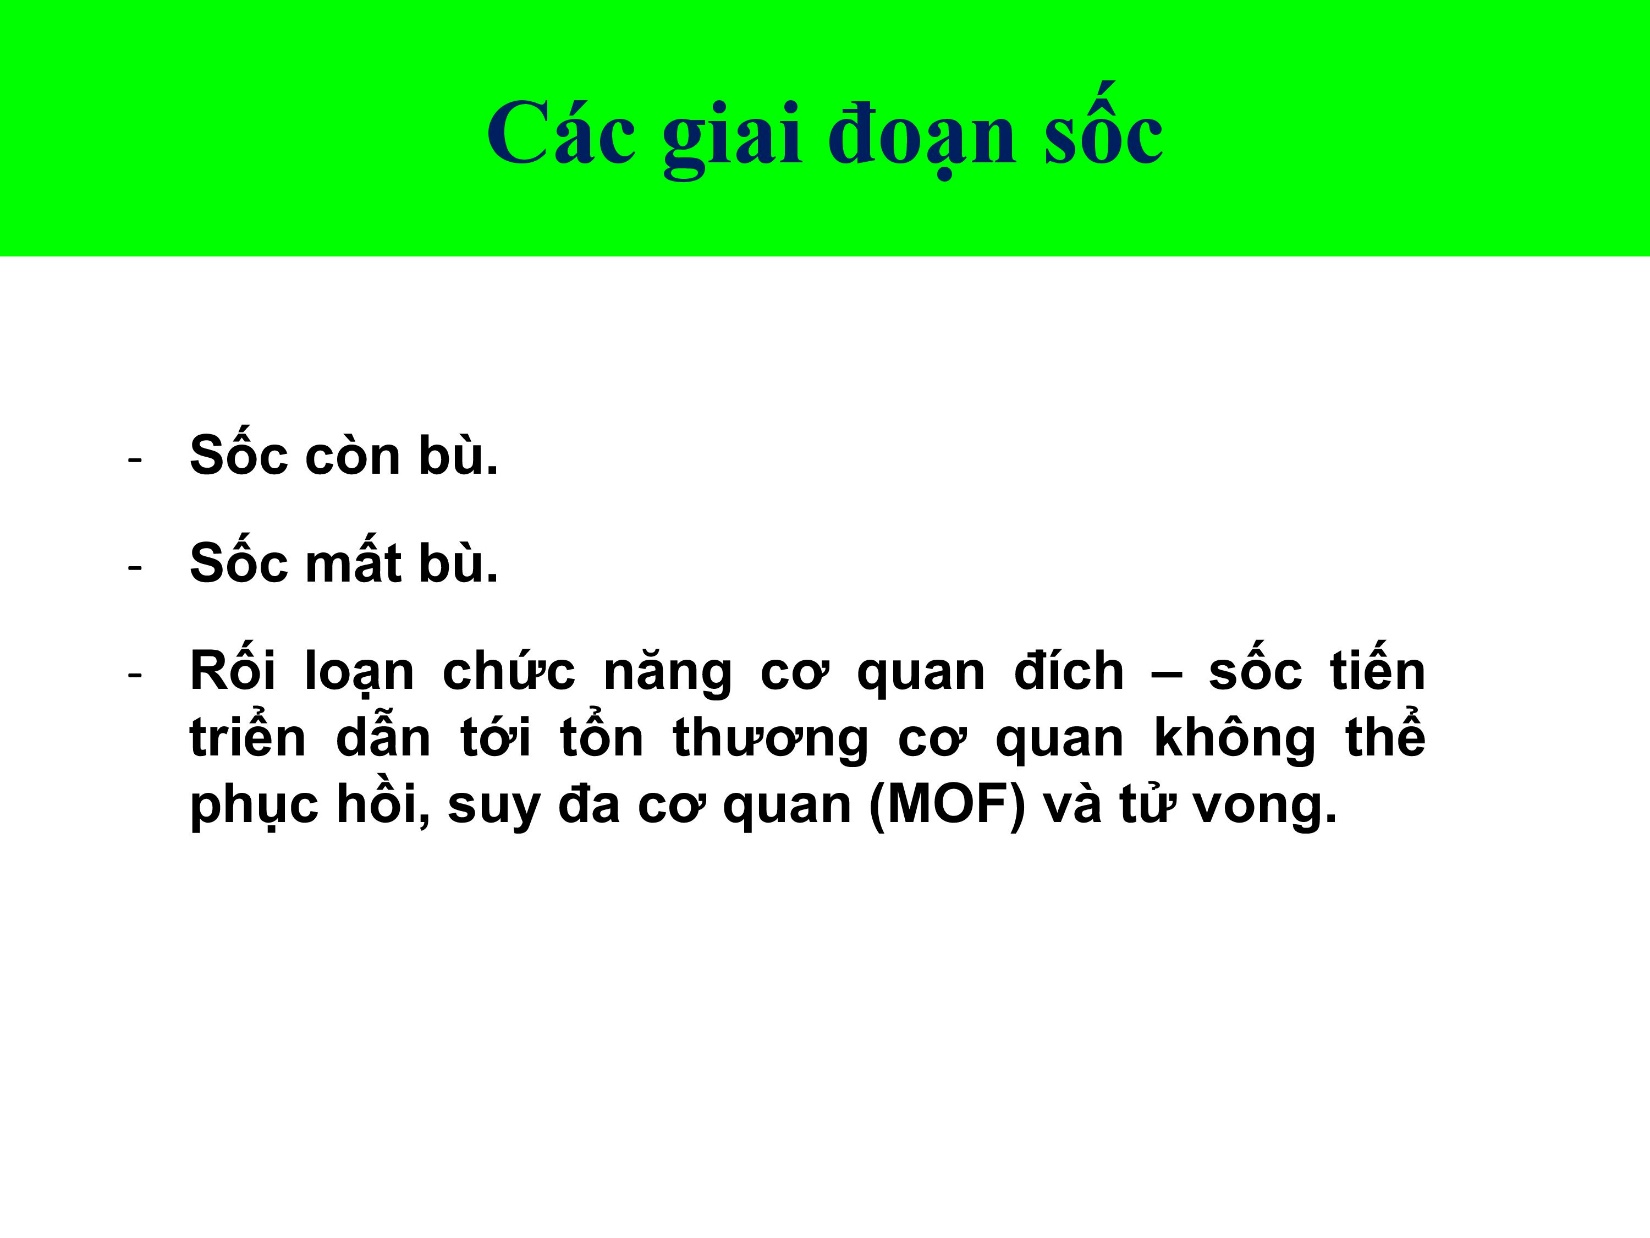 Các giai đoạn sốc
- Sốc còn bù.
- Sốc mất bù.
- Rối loạn chức năng cơ quan đích – sốc tiến
triển dẫn tới tổn thương cơ quan không thể
phục hồi, suy đa cơ quan (MOF) và tử vong.